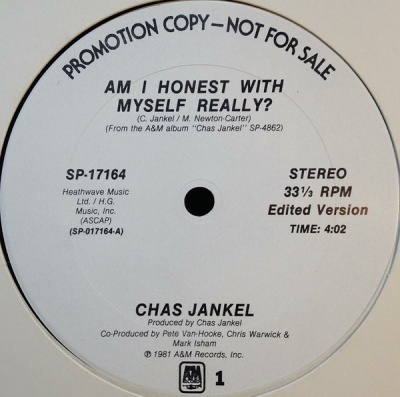 PROMOTION COPY—NOT FOR SALE
AM I HONEST WITH
MYSELF REALLY?
(C. Jankel / M. Newton-Carter)
(From the A&M album "Chas Jankel" SP-4862)
SP-17164
Heathwave Music
Ltd. / H.G.
Music, Inc.
(ASCAP)
(SP-017164-A)
STEREO
33 1/3 RPM
Edited Version
TIME: 4:02
CHAS JANKEL
Produced by Chas Jankel
Co-Produced by Pete Van-Hooke, Chris Warwick &
Mark Isham
℗ 1981 A&M Records, Inc.
A&M
1